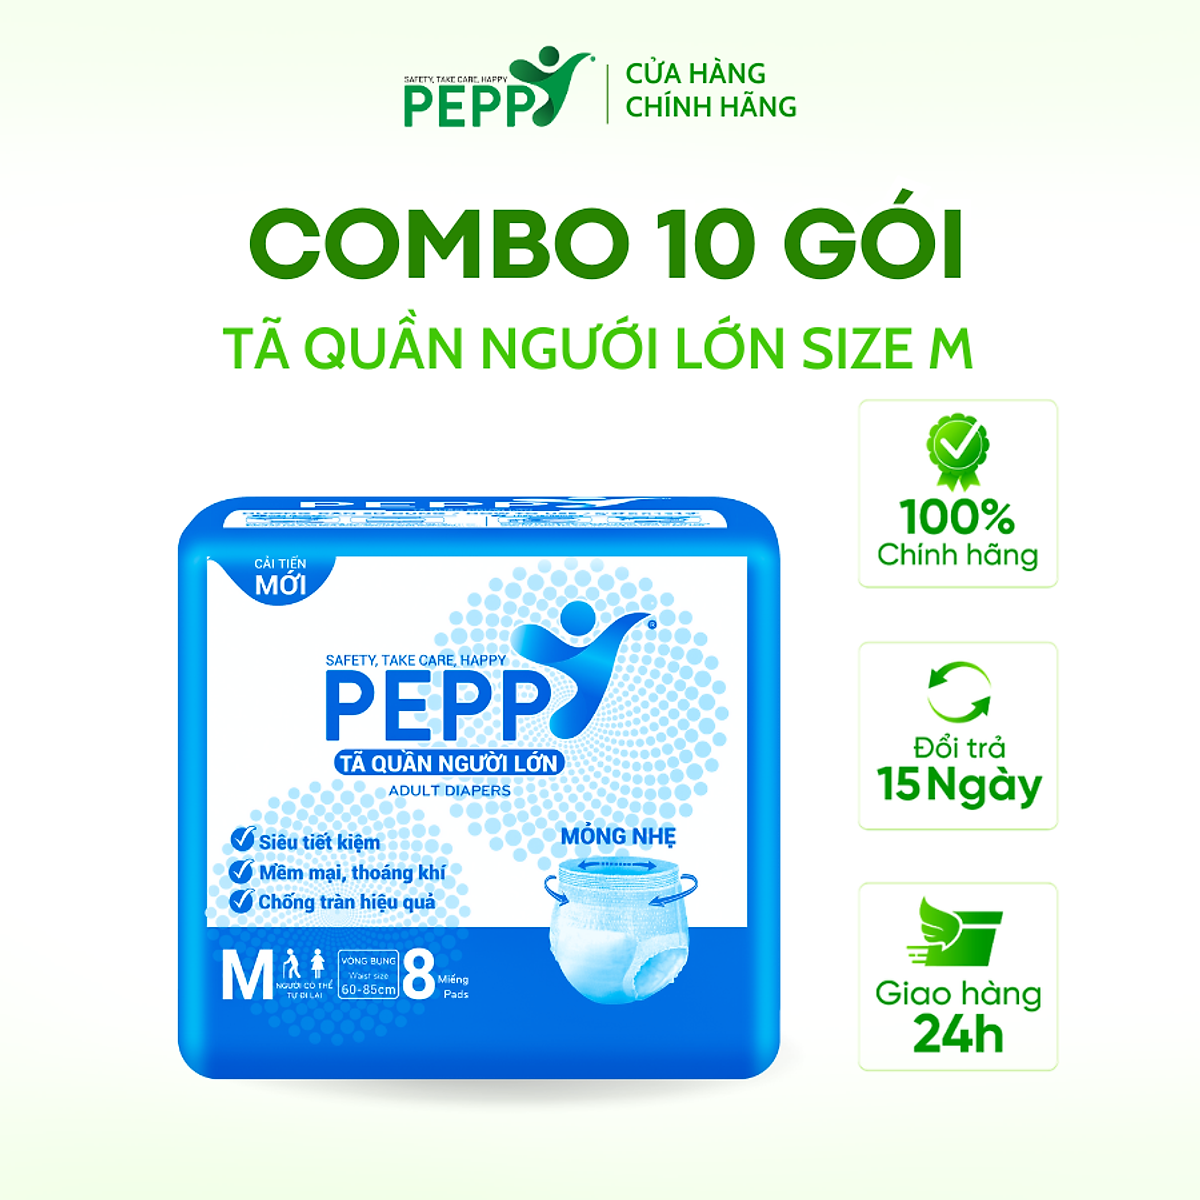 SAFETY, TAKE CARE, HAPPY
PEPPY
CỬA HÀNG
CHÍNH HÃNG
COMBO 10 GÓI
TÃ QUẦN NGƯỚI LỚN SIZE M
100%
Chính hãng
Đổi trả
15 Ngày
Giao hàng
24h
PEPPY
CẢI TIẾN
MỚI
SAFETY, TAKE CARE, HAPPY
PEPPY
®
TÃ QUẦN NGƯỜI LỚN
ADULT DIAPERS
Siêu tiết kiệm
Mềm mại, thoáng khí
Chống tràn hiệu quả
MỎNG NHẸ
M
NGƯỜI CÓ THỂ
TỰ ĐI LẠI
VÒNG BỤNG
Waist size
60-85cm
8
Miếng
Pads